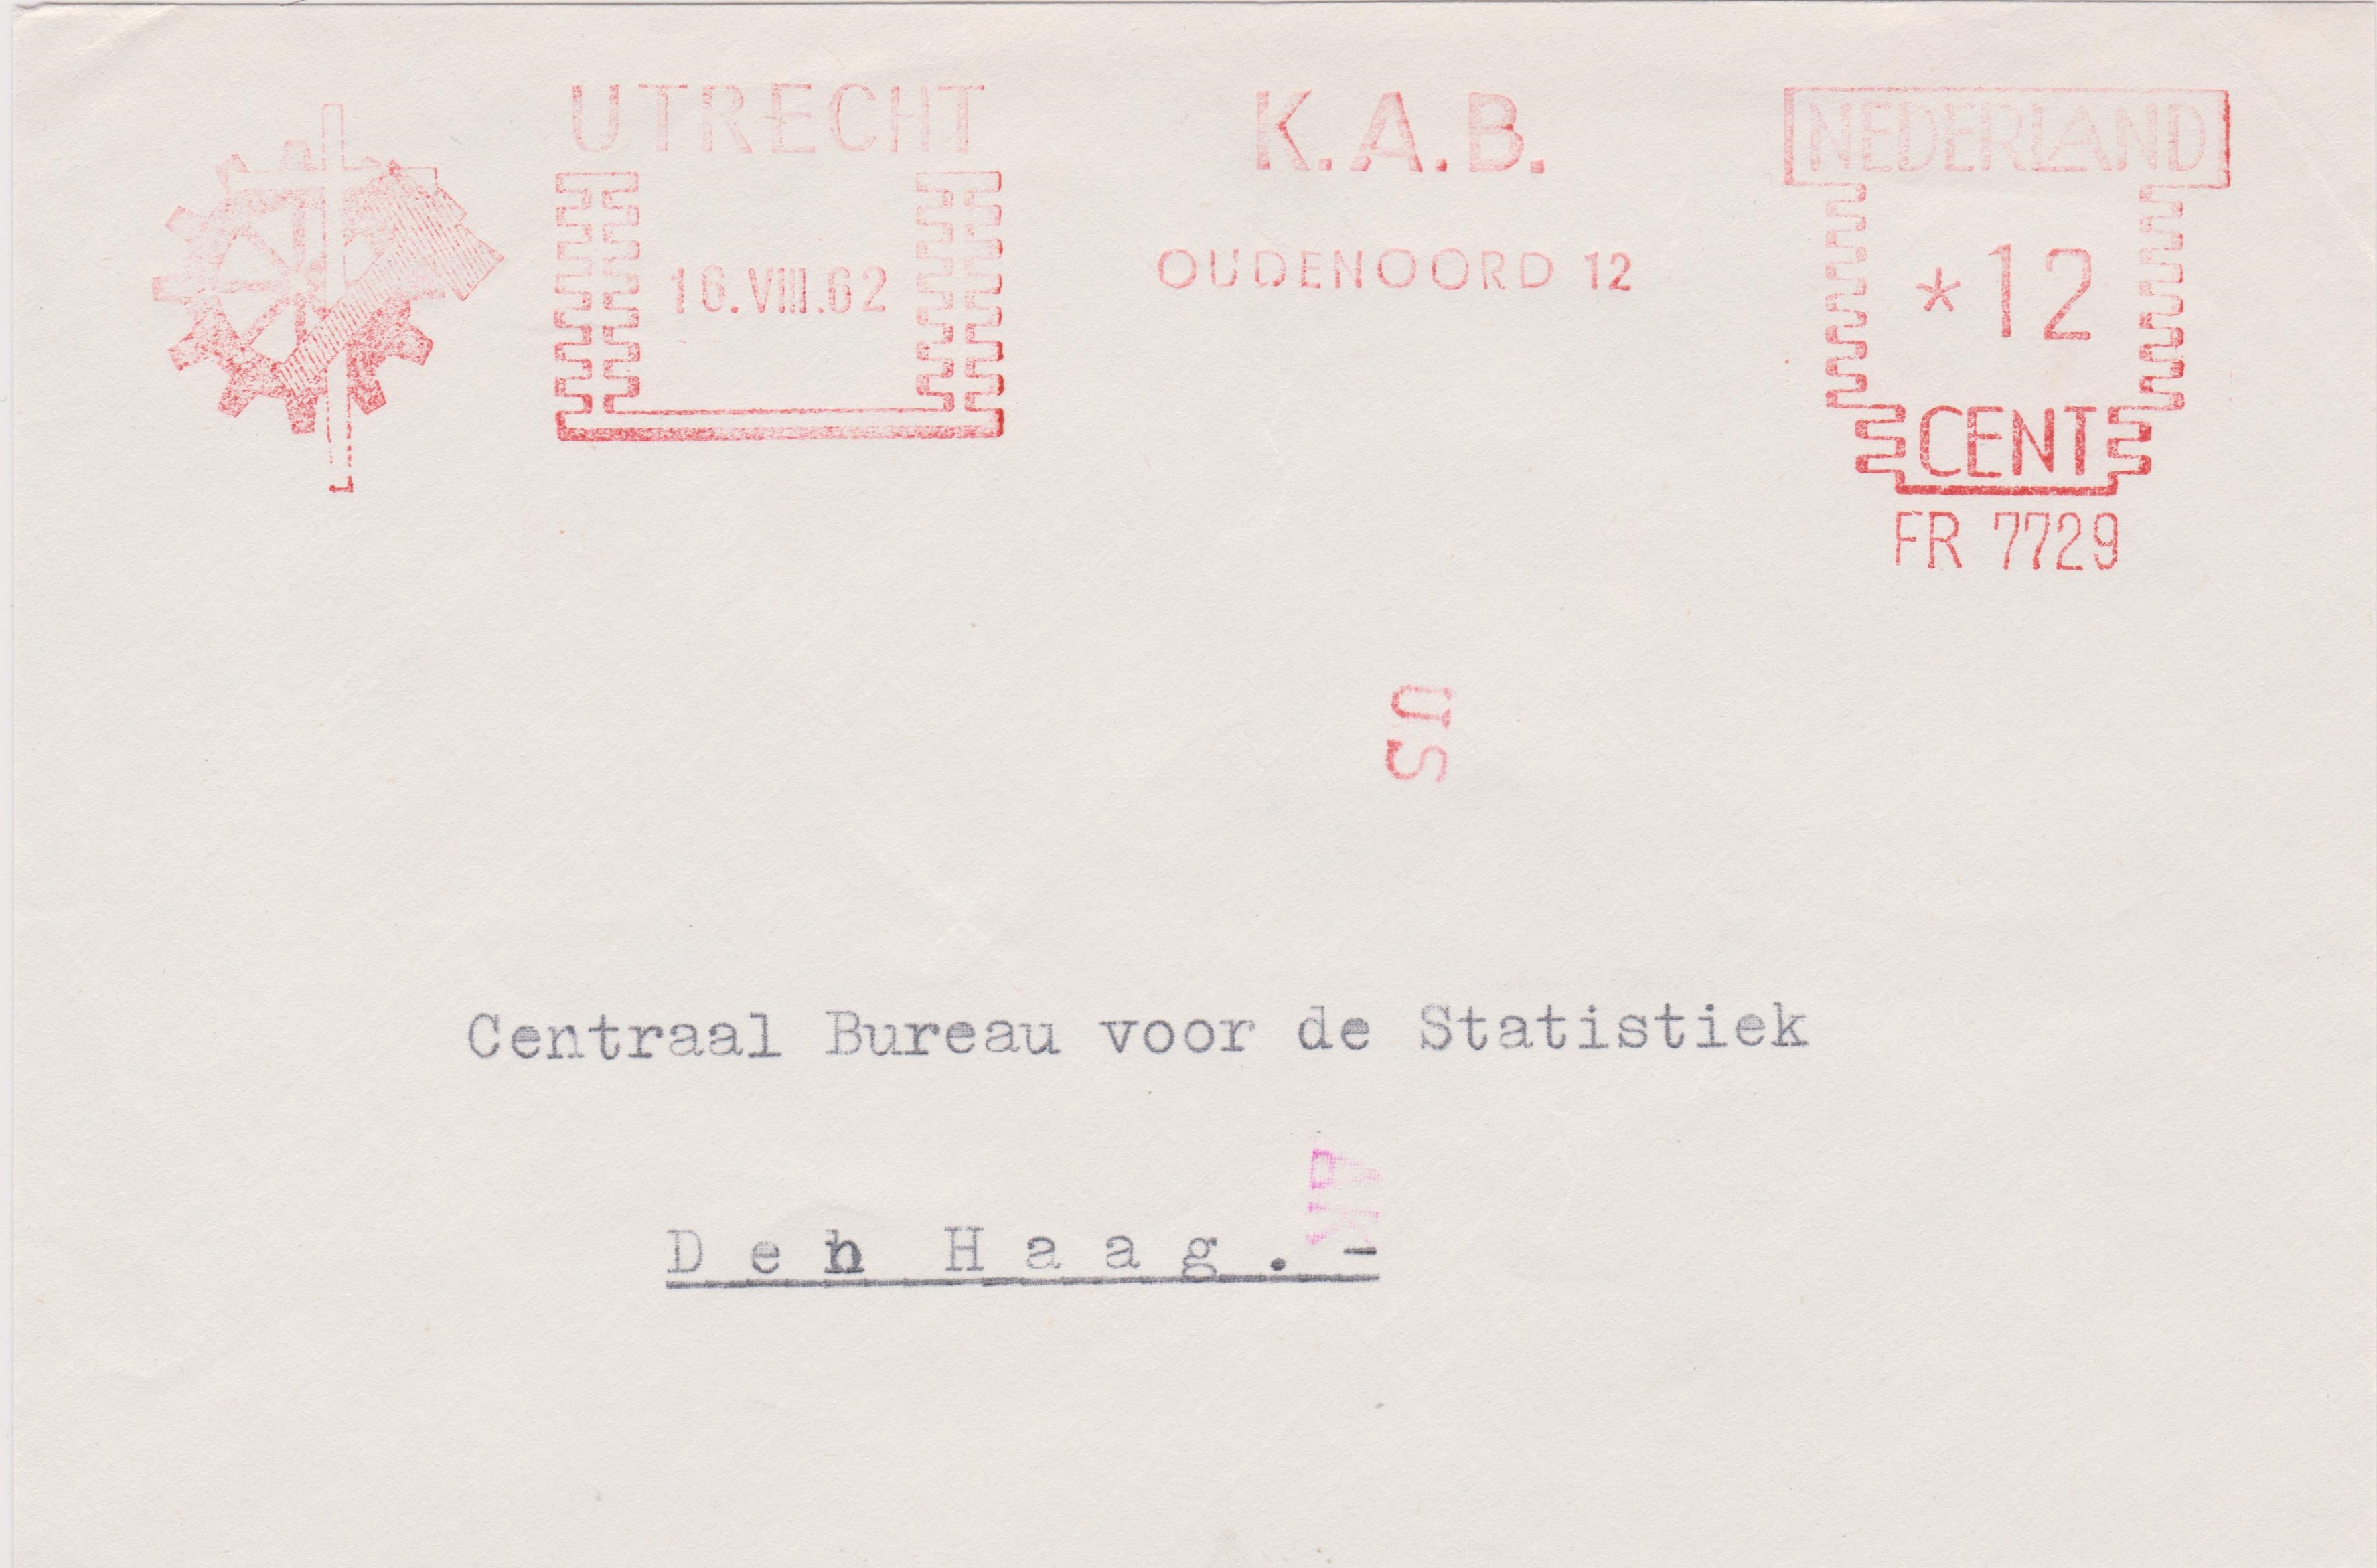 UTRECHT
16.VIII.62
K.A.B.
OUDENOORD 12
NEDERLAND
*12
CENT
FR 7729
US
Centraal Bureau voor de Statistiek
Den Haag.-